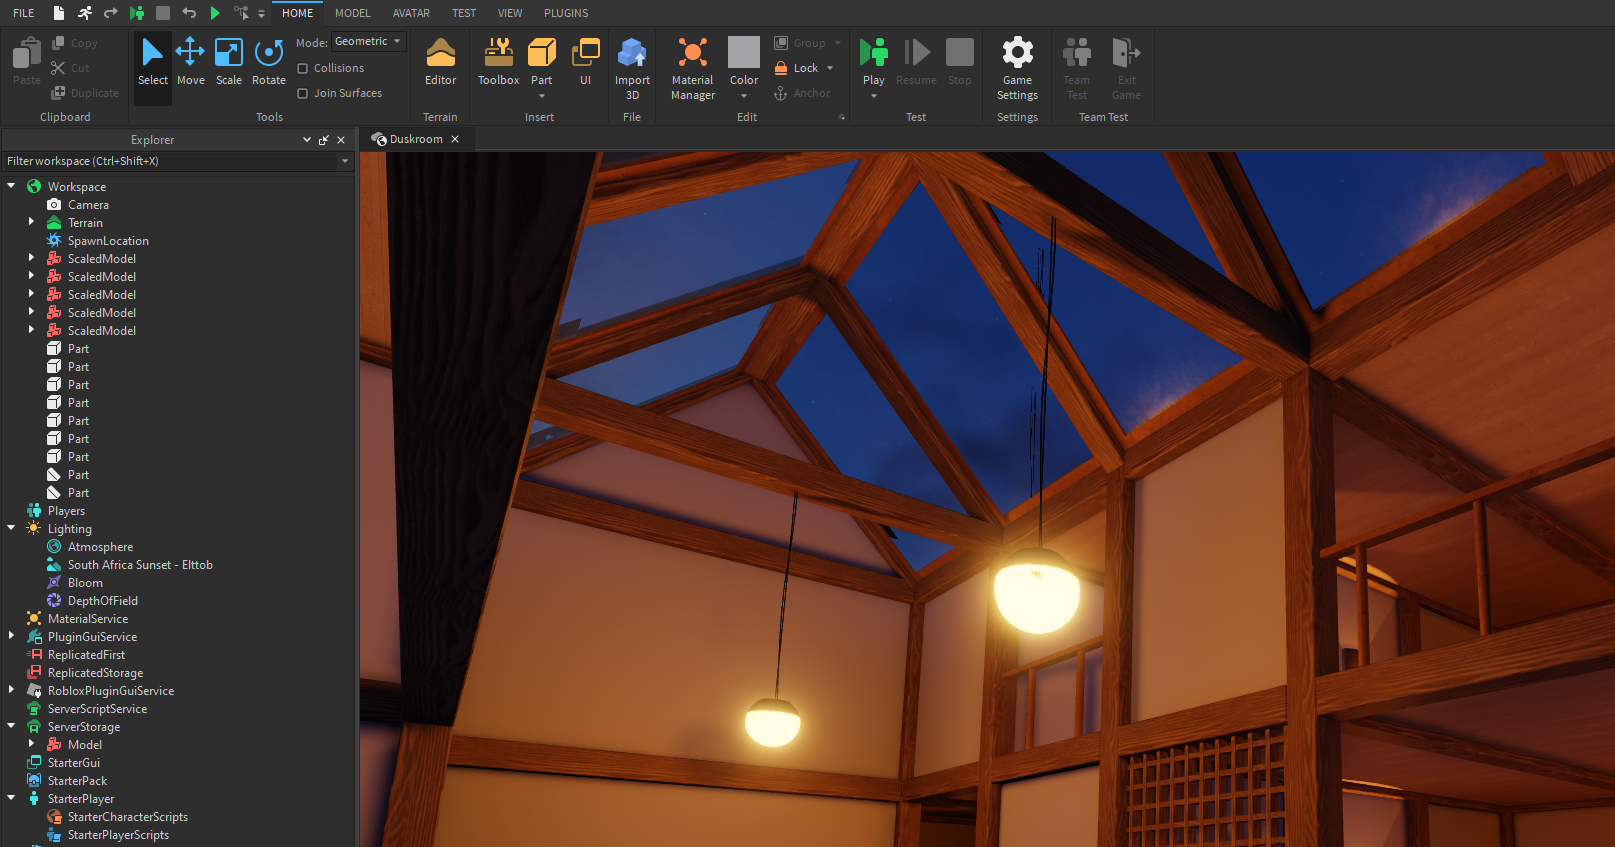 FILE HOME MODEL AVATAR TEST VIEW PLUGINS
Paste
Copy
Cut
Duplicate
Clipboard
Select Move Scale Rotate
Mode: Geometric
Collisions
Join Surfaces
Tools
Editor
Terrain
Toolbox Part UI
Insert
Import
3D
File
Material
Manager
Color
Group
Lock
Anchor
Edit
Play Resume Stop
Test
Game
Settings
Settings
Team
Test
Exit
Game
Team Test
Explorer
Duskroom
Filter workspace (Ctrl+Shift+X)
Workspace
Camera
Terrain
SpawnLocation
ScaledModel
ScaledModel
ScaledModel
ScaledModel
ScaledModel
Part
Part
Part
Part
Part
Part
Part
Part
Part
Players
Lighting
Atmosphere
South Africa Sunset - Elttob
Bloom
DepthOfField
MaterialService
PluginGuiService
ReplicatedFirst
ReplicatedStorage
RobloxPluginGuiService
ServerScriptService
ServerStorage
Model
StarterGui
StarterPack
StarterPlayer
StarterCharacterScripts
StarterPlayerScripts